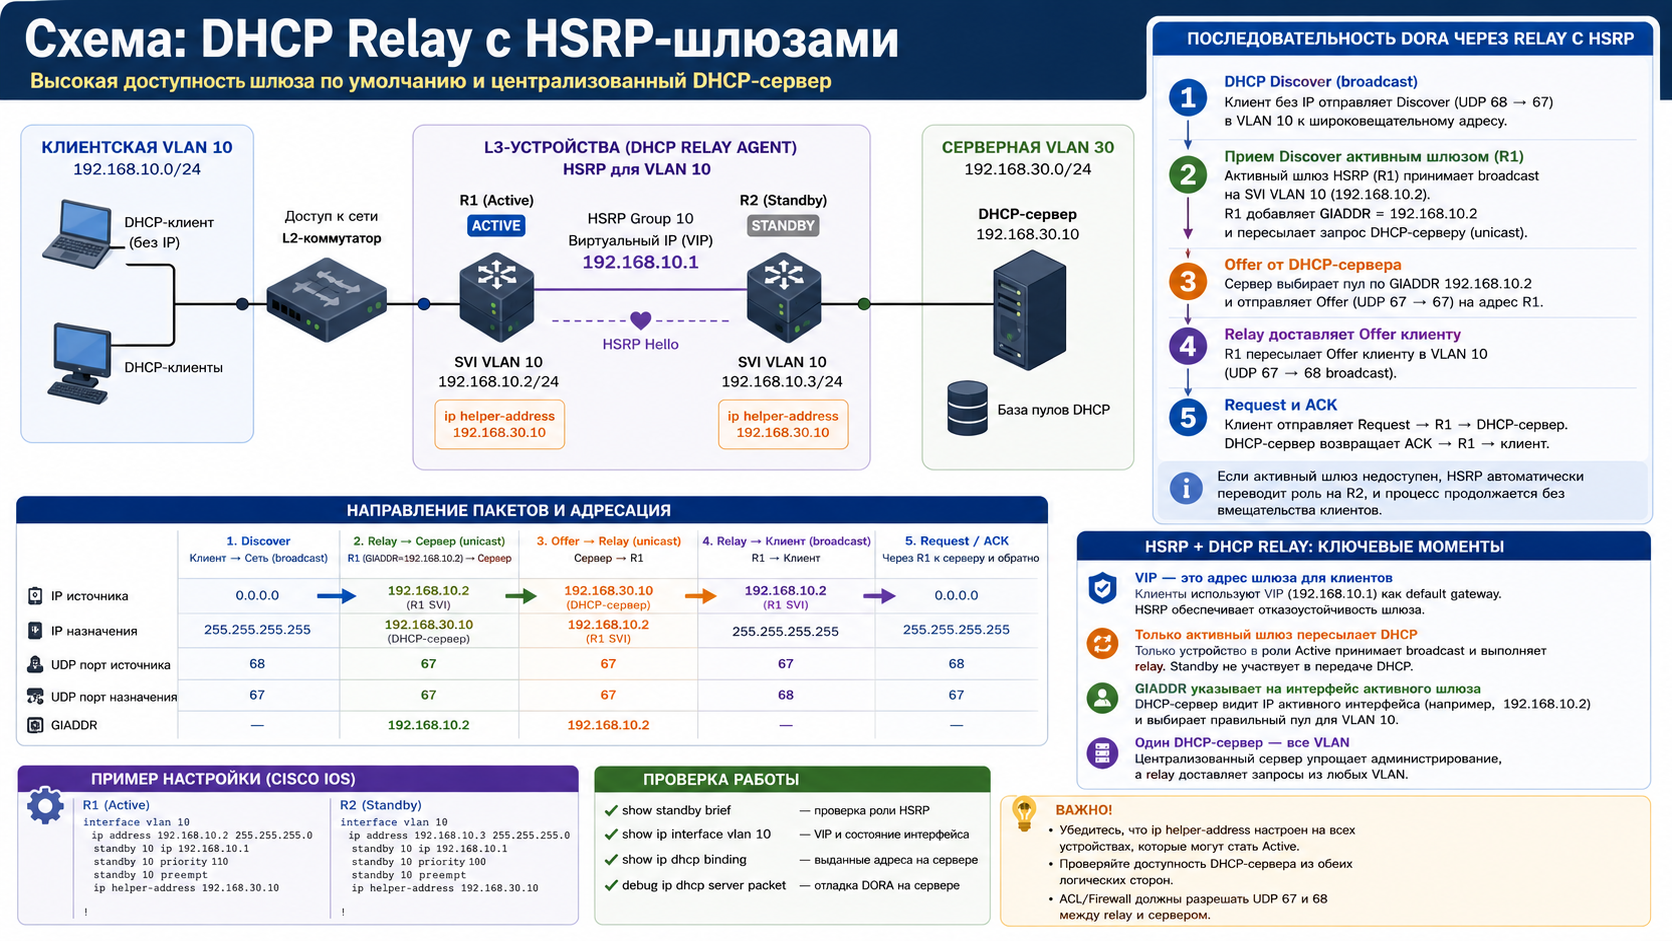 Схема: DHCP Relay с HSRP-шлюзами
Высокая доступность шлюза по умолчанию и централизованный DHCP-сервер
КЛИЕНТСКАЯ VLAN 10
192.168.10.0/24
DHCP-клиент
(без IP)
DHCP-клиенты
Доступ к сети
L2-коммутатор
L3-УСТРОЙСТВА (DHCP RELAY AGENT)
HSRP для VLAN 10
R1 (Active)
ACTIVE
HSRP Group 10
Виртуальный IP (VIP)
192.168.10.1
R2 (Standby)
STANDBY
HSRP Hello
SVI VLAN 10
192.168.10.2/24
ip helper-address
192.168.30.10
SVI VLAN 10
192.168.10.3/24
ip helper-address
192.168.30.10
СЕРВЕРНАЯ VLAN 30
192.168.30.0/24
DHCP-сервер
192.168.30.10
База пулов DHCP
ПОСЛЕДОВАТЕЛЬНОСТЬ DORA ЧЕРЕЗ RELAY С HSRP
1
DHCP Discover (broadcast)
Клиент без IP отправляет Discover (UDP 68 → 67)
в VLAN 10 к широковещательному адресу.
2
Прием Discover активным шлюзом (R1)
Активный шлюз HSRP (R1) принимает broadcast
на SVI VLAN 10 (192.168.10.2).
R1 добавляет GIADDR = 192.168.10.2
и пересылает запрос DHCP-серверу (unicast).
3
Offer от DHCP-сервера
Сервер выбирает пул по GIADDR 192.168.10.2
и отправляет Offer (UDP 67 → 67) на адрес R1.
4
Relay доставляет Offer клиенту
R1 пересылает Offer клиенту в VLAN 10
(UDP 67 → 68 broadcast).
5
Request и ACK
Клиент отправляет Request → R1 → DHCP-сервер.
DHCP-сервер возвращает ACK → R1 → клиент.
i
Если активный шлюз недоступен, HSRP автоматически
переводит роль на R2, и процесс продолжается без
вмешательства клиентов.
НАПРАВЛЕНИЕ ПАКЕТОВ И АДРЕСАЦИЯ
1. Discover
Клиент → Сеть (broadcast)
2. Relay → Сервер (unicast)
R1 (GIADDR=192.168.10.2) → Сервер
3. Offer → Relay (unicast)
Сервер → R1
4. Relay → Клиент (broadcast)
R1 → Клиент
5. Request / ACK
Через R1 к серверу и обратно
IP источника
0.0.0.0
192.168.10.2
(R1 SVI)
192.168.30.10
(DHCP-сервер)
192.168.10.2
(R1 SVI)
0.0.0.0
IP назначения
255.255.255.255
192.168.30.10
(DHCP-сервер)
192.168.10.2
(R1 SVI)
255.255.255.255
255.255.255.255
UDP порт источника
68
67
67
67
68
UDP порт назначения
67
67
67
68
67
GIADDR
—
192.168.10.2
192.168.10.2
—
—
HSRP + DHCP RELAY: КЛЮЧЕВЫЕ МОМЕНТЫ
VIP — это адрес шлюза для клиентов
Клиенты используют VIP (192.168.10.1) как default gateway.
HSRP обеспечивает отказоустойчивость шлюза.
Только активный шлюз пересылает DHCP
Только устройство в роли Active принимает broadcast и выполняет
relay. Standby не участвует в передаче DHCP.
GIADDR указывает на интерфейс активного шлюза
DHCP-сервер видит IP активного интерфейса (например, 192.168.10.2)
и выбирает правильный пул для VLAN 10.
Один DHCP-сервер — все VLAN
Централизованный сервер упрощает администрирование,
а relay доставляет запросы из любых VLAN.
ПРИМЕР НАСТРОЙКИ (CISCO IOS)
R1 (Active)
interface vlan 10
ip address 192.168.10.2 255.255.255.0
standby 10 ip 192.168.10.1
standby 10 priority 110
standby 10 preempt
ip helper-address 192.168.30.10
!
R2 (Standby)
interface vlan 10
ip address 192.168.10.3 255.255.255.0
standby 10 ip 192.168.10.1
standby 10 priority 100
standby 10 preempt
ip helper-address 192.168.30.10
!
ПРОВЕРКА РАБОТЫ
show standby brief — проверка роли HSRP
show ip interface vlan 10 — VIP и состояние интерфейса
show ip dhcp binding — выданные адреса на сервере
debug ip dhcp server packet — отладка DORA на сервере
ВАЖНО!
• Убедитесь, что ip helper-address настроен на всех
устройствах, которые могут стать Active.
• Проверяйте доступность DHCP-сервера из обеих
логических сторон.
• ACL/Firewall должны разрешать UDP 67 и 68
между relay и сервером.